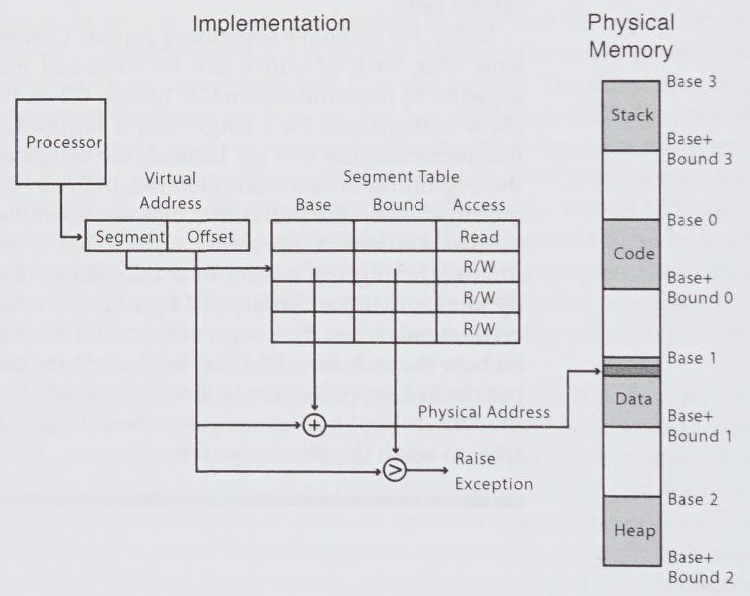 Implementation
Physical
Memory
Processor
Virtual
Address
Segment Offset
Segment Table
Base Bound Access
Read
R/W
R/W
R/W
Physical Address
Raise
Exception
Base 3
Stack
Base+
Bound 3
Base 0
Code
Base+
Bound 0
Base 1
Data
Base+
Bound 1
Base 2
Heap
Base+
Bound 2
+
>